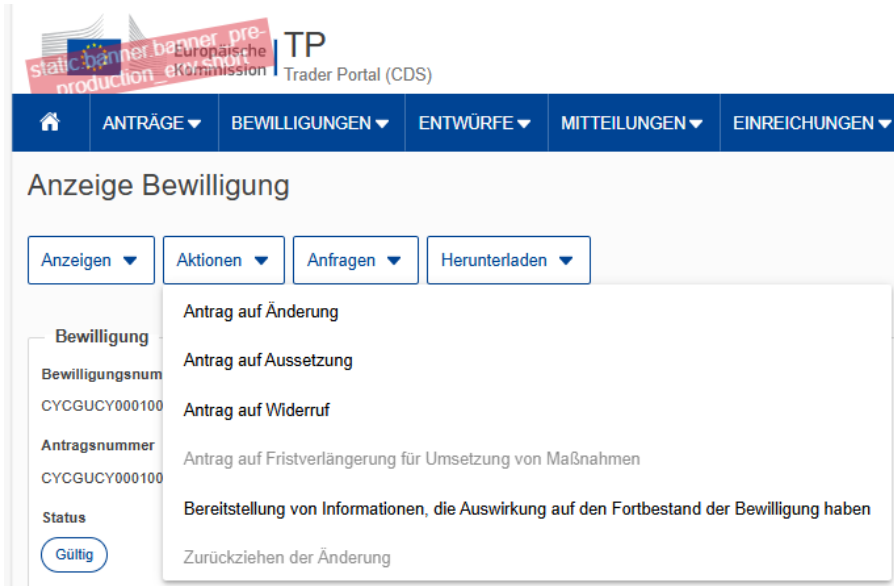 static.banner.banner_pre-
production_env.short
Europäische
Kommission
TP
Trader Portal (CDS)
ANTRÄGE
BEWILLIGUNGEN
ENTWÜRFE
MITTEILUNGEN
EINREICHUNGEN
Anzeige Bewilligung
Anzeigen
Aktionen
Anfragen
Herunterladen
Antrag auf Änderung
Bewilligung
Antrag auf Aussetzung
Bewilligungsnum
CYCGUCY000100
Antrag auf Widerruf
Antragsnummer
Antrag auf Fristverlängerung für Umsetzung von Maßnahmen
CYCGUCY000100
Bereitstellung von Informationen, die Auswirkung auf den Fortbestand der Bewilligung haben
Status
Gültig
Zurückziehen der Änderung